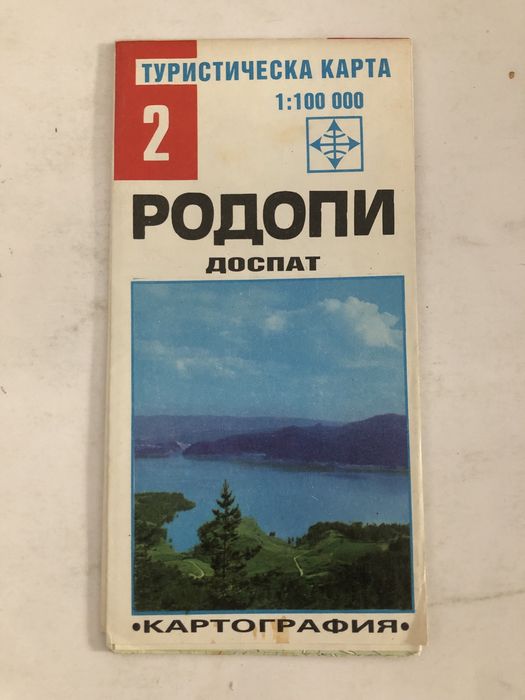 ТУРИСТИЧЕСКА КАРТА
1:100 000
2
РОДОПИ
ДОСПАТ
•КАРТОГРАФИЯ•